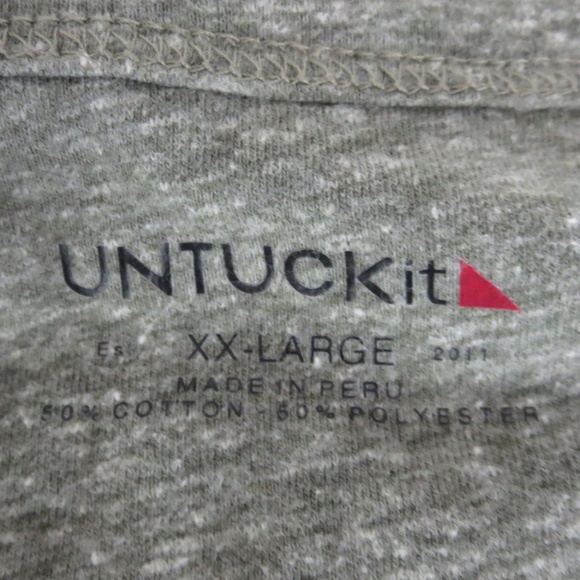 UNTUCKit
Est. XX-LARGE 2011
MADE IN PERU
50% COTTON - 50% POLYESTER